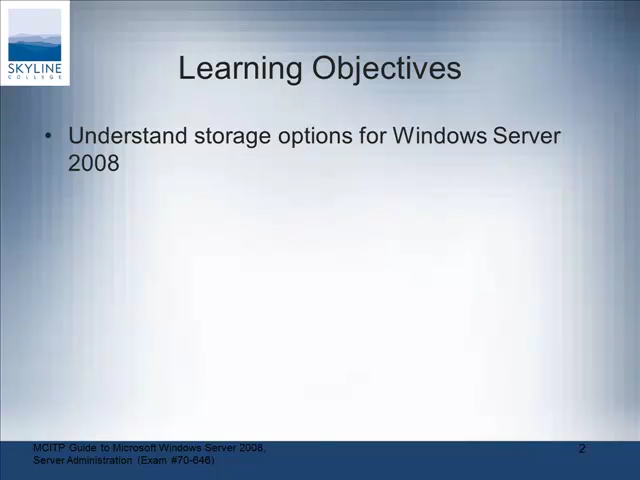 SKYLINE
COLLEGE
Learning Objectives
• Understand storage options for Windows Server
2008
MCITP Guide to Microsoft Windows Server 2008,
Server Administration (Exam #70-646)
2